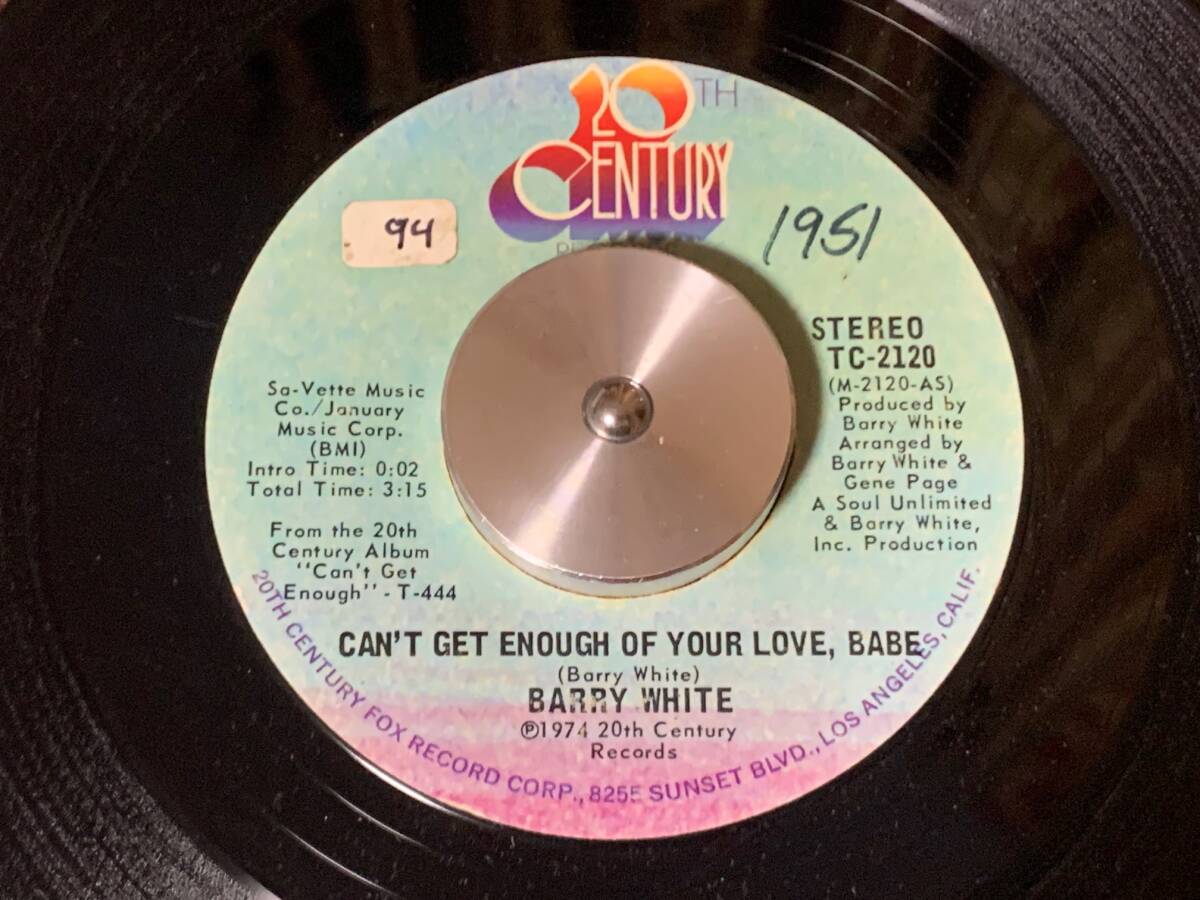 20TH
CENTURY
94
1951
STEREO
TC-2120
(M-2120-AS)
Produced by
Barry White
Arranged by
Barry White &
Gene Page
A Soul Unlimited
& Barry White,
Inc. Production
Sa-Vette Music
Co./January
Music Corp.
(BMI)
Intro Time: 0:02
Total Time: 3:15
From the 20th
Century Album
"Can't Get
Enough" - T-444
CAN'T GET ENOUGH OF YOUR LOVE, BABE
(Barry White)
BARRY WHITE
Ⓟ1974 20th Century
Records
20TH CENTURY FOX RECORD CORP., 8255 SUNSET BLVD., LOS ANGELES, CALIF.